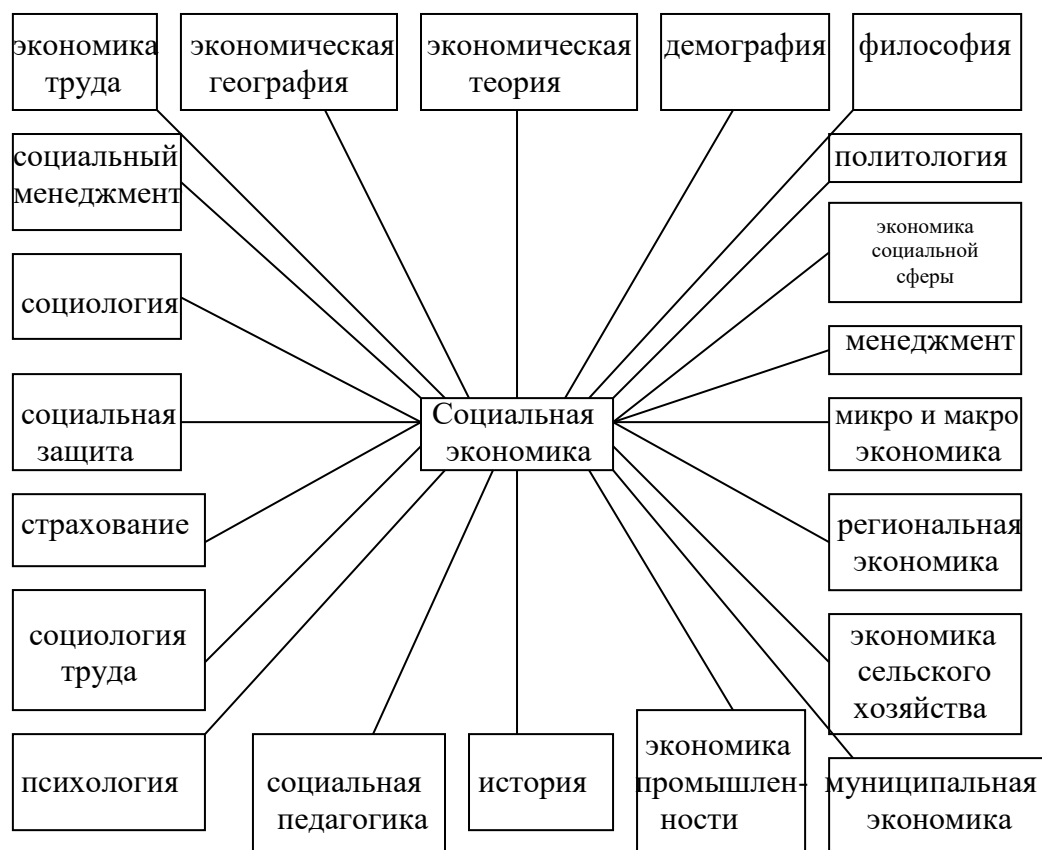 экономика
труда
экономическая
география
экономическая
теория
демография
философия
социальный
менеджмент
политология
экономика
социальной
сферы
социология
менеджмент
социальная
защита
Социальная
экономика
микро и макро
экономика
страхование
региональная
экономика
социология
труда
экономика
сельского
хозяйства
психология
социальная
педагогика
история
экономика
промышлен-
ности
муниципальная
экономика